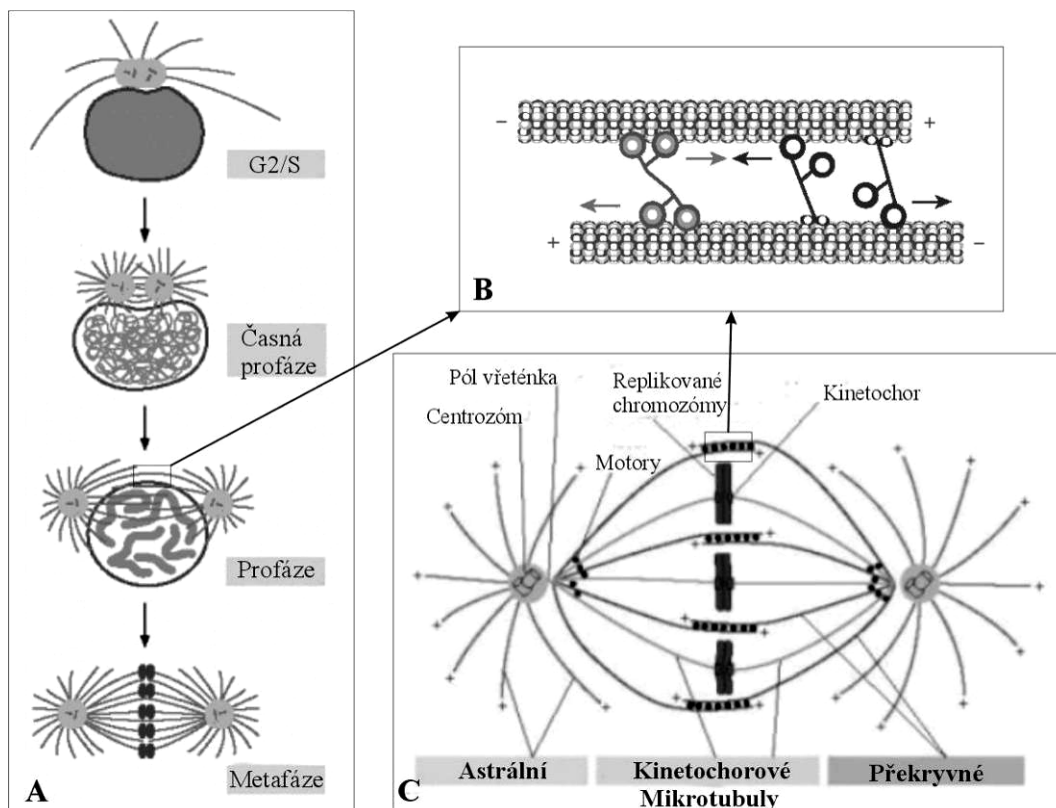 G2/S
Časná
profáze
Profáze
Metafáze
A
−
+
+
−
B
Pól vřeténka
Centrozóm
Replikované
chromozómy
Kinetochor
Motory
C
Astrální
Kinetochorové
Překryvné
Mikrotubuly